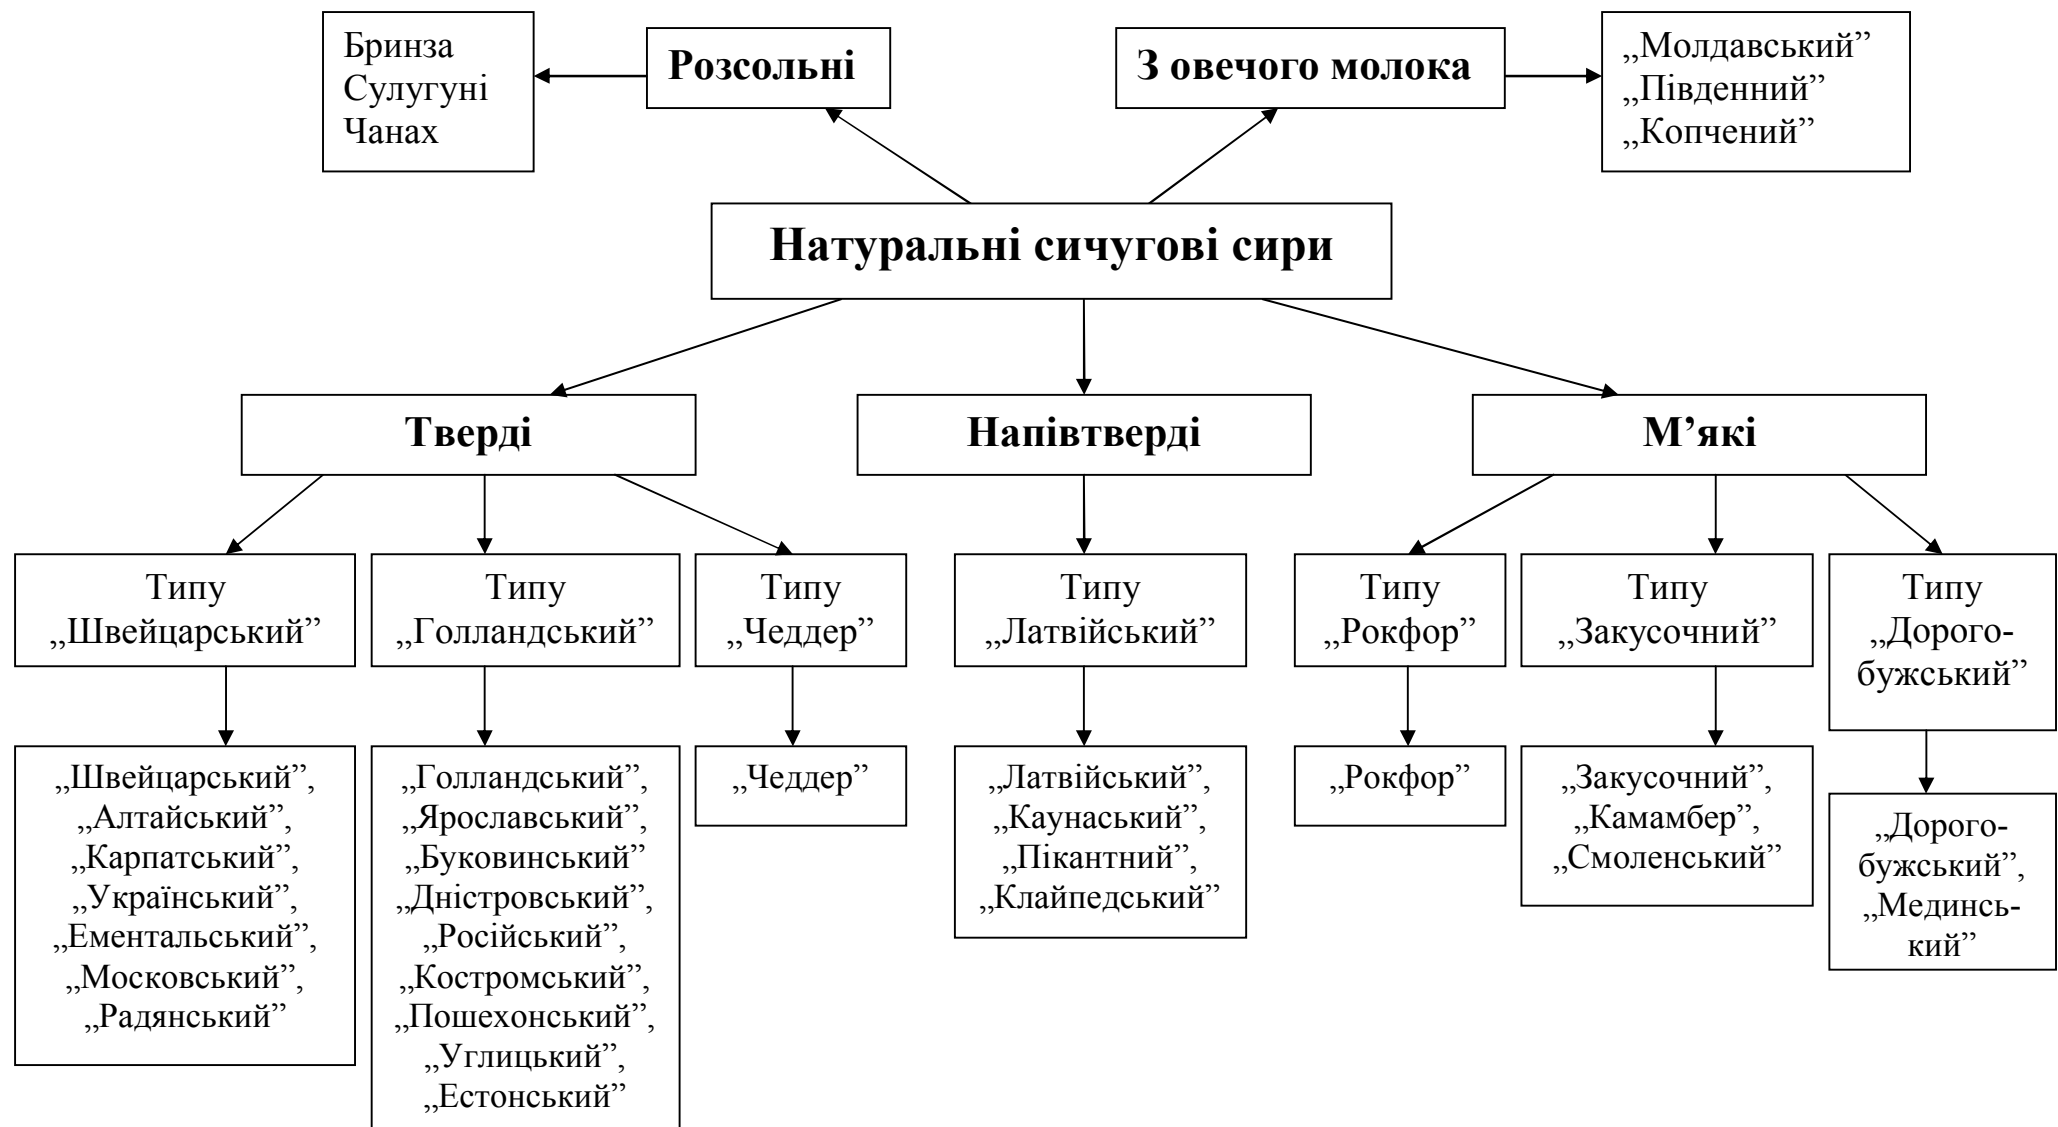 Бринза
Сулугуні
Чанах
Розсольні
З овечого молока
„Молдавський”
„Південний”
„Копчений”
Натуральні сичугові сири
Тверді
Напівтверді
М’які
Типу
„Швейцарський”
Типу
„Голландський”
Типу
„Чеддер”
Типу
„Латвійський”
Типу
„Рокфор”
Типу
„Закусочний”
Типу
„Дорого-
бужський”
„Швейцарський”,
„Алтайський”,
„Карпатський”,
„Український”,
„Ементальський”,
„Московський”,
„Радянський”
„Голландський”,
„Ярославський”,
„Буковинський”
„Дністровський”,
„Російський”,
„Костромський”,
„Пошехонський”,
„Углицький”,
„Естонський”
„Чеддер”
„Латвійський”,
„Каунаський”,
„Пікантний”,
„Клайпедський”
„Рокфор”
„Закусочний”,
„Камамбер”,
„Смоленський”
„Дорого-
бужський”,
„Мединсь-
кий”